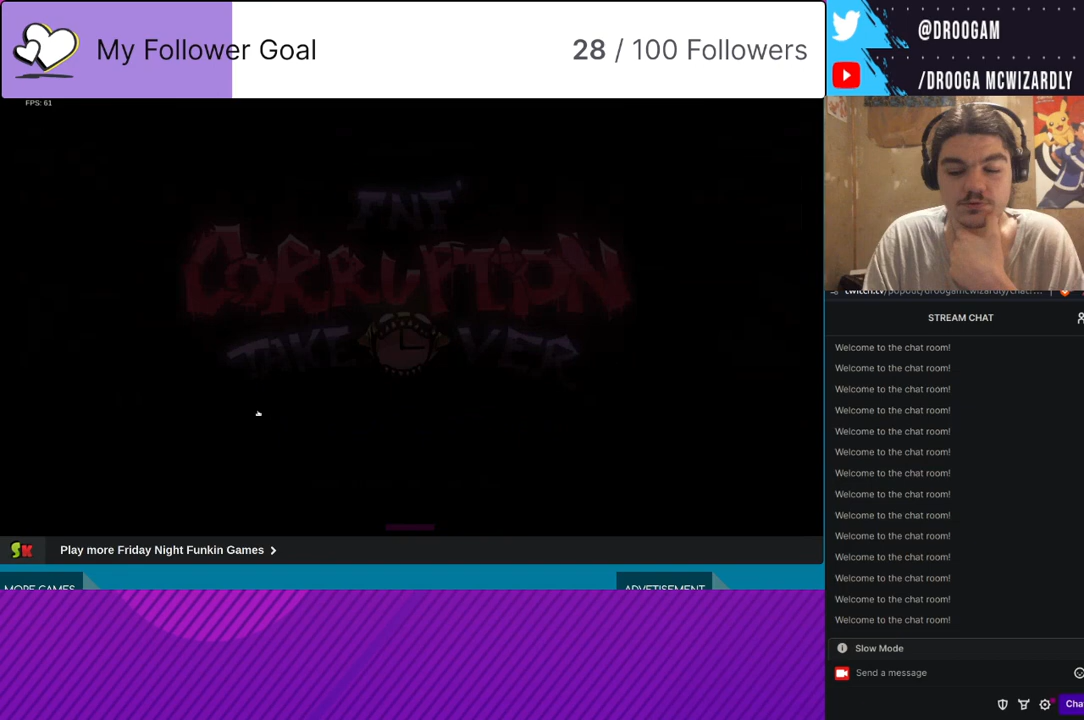 My Follower Goal
28 / 100 Followers
@DROOGAM
/DROOGA MCWIZARDLY
FPS: 61
FNF
CORRUPTION
TAKEOVER
STREAM CHAT
Welcome to the chat room!
Welcome to the chat room!
Welcome to the chat room!
Welcome to the chat room!
Welcome to the chat room!
Welcome to the chat room!
Welcome to the chat room!
Welcome to the chat room!
Welcome to the chat room!
Welcome to the chat room!
Welcome to the chat room!
Welcome to the chat room!
Welcome to the chat room!
Welcome to the chat room!
Slow Mode
Send a message
Cha
SK
Play more Friday Night Funkin Games
MORE GAMES
ADVERTISEMENT